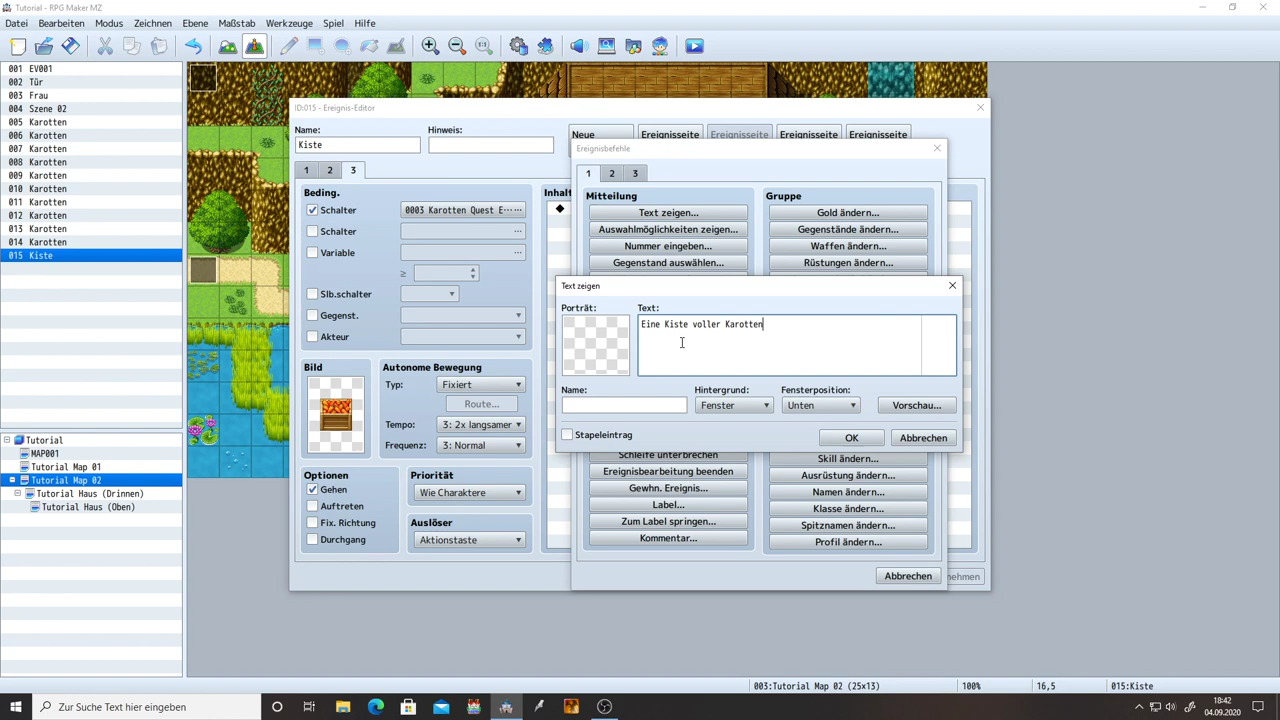 Tutorial - RPG Maker MZ
Datei Bearbeiten Modus Zeichnen Ebene Maßstab Werkzeuge Spiel Hilfe
001 EV001
002 Tür
003 Frau
004 Szene 02
005 Karotten
006 Karotten
007 Karotten
008 Karotten
009 Karotten
010 Karotten
011 Karotten
012 Karotten
013 Karotten
014 Karotten
015 Kiste
Tutorial
MAP001
Tutorial Map 01
Tutorial Map 02
Tutorial Haus (Drinnen)
Tutorial Haus (Oben)
ID:015 - Ereignis-Editor
Name: Hinweis:
Kiste
Neue Ereignisseite Ereignisseite Ereignisseite Ereignisseite
1 2 3
Beding.
Schalter 0003 Karotten Quest E······
Schalter ···
Variable ···
≥
Slb.schalter
Gegenst.
Akteur
Bild
Autonome Bewegung
Typ: Fixiert
Route...
Tempo: 3: 2x langsamer
Frequenz: 3: Normal
Optionen
Gehen
Auftreten
Fix. Richtung
Durchgang
Priorität
Wie Charaktere
Auslöser
Aktionstaste
Inhalt
nehmen
Ereignisbefehle
1 2 3
Mitteilung
Text zeigen...
Auswahlmöglichkeiten zeigen...
Nummer eingeben...
Gegenstand auswählen...
Gruppe
Gold ändern...
Gegenstände ändern...
Waffen ändern...
Rüstungen ändern...
Text zeigen
Porträt: Text:
Eine Kiste voller Karotten
Name: Hintergrund: Fensterposition:
Fenster Unten Vorschau...
Stapeleintrag OK Abbrechen
Schleife unterbrechen
Ereignisbearbeitung beenden
Gewhn. Ereignis...
Label...
Zum Label springen...
Kommentar...
Skill ändern...
Ausrüstung ändern...
Namen ändern...
Klasse ändern...
Spitznamen ändern...
Profil ändern...
Abbrechen
003:Tutorial Map 02 (25x13) 100% 16,5 015:Kiste
Zur Suche Text hier eingeben
18:42
04.09.2020